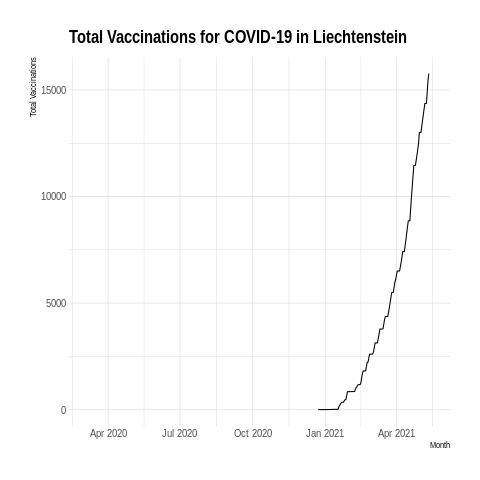 Total Vaccinations for COVID-19 in Liechtenstein
Total Vaccinations
15000
10000
5000
0
Apr 2020 Jul 2020 Oct 2020 Jan 2021 Apr 2021
Month